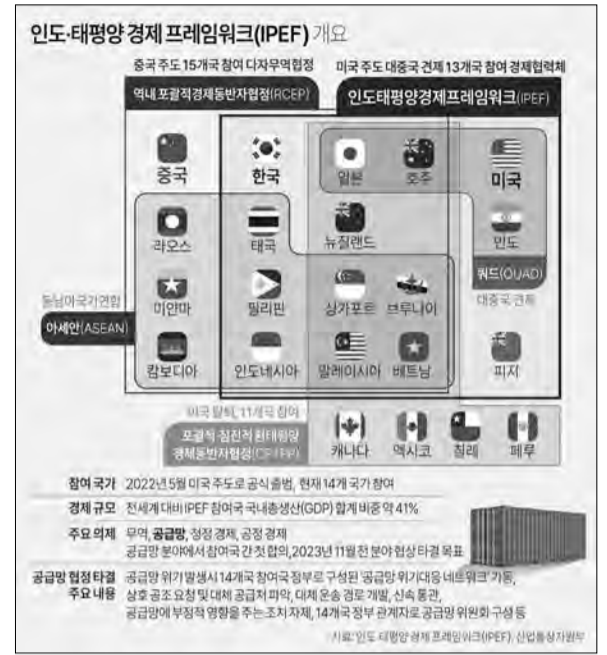 인도·태평양 경제 프레임워크(IPEF) 개요
중국 주도 15개국 참여 다자무역협정
미국 주도 대중국 견제 13개국 참여 경제협력체
역내 포괄적경제동반자협정(RCEP)
인도태평양경제프레임워크(IPEF)
중국
한국
일본
호주
미국
라오스
태국
뉴질랜드
인도
쿼드(QUAD)
대중국 견제
미얀마
필리핀
싱가포르
브루나이
동남아국가연합
아세안(ASEAN)
캄보디아
인도네시아
말레이시아
베트남
피지
미국 탈퇴, 11개국 참여
포괄적·점진적 환태평양
경제동반자협정(CPTPP)
캐나다
멕시코
칠레
페루
참여 국가 2022년 5월 미국 주도로 공식 출범, 현재 14개 국가 참여
경제 규모 전세계 대비 IPEF 참여국 국내총생산(GDP) 합계 비중 약 41%
주요 의제 무역, 공급망, 청정 경제, 공정 경제
공급망 분야에서 참여국 간 첫 합의, 2023년 11월 전 분야 협상 타결 목표
공급망 협정 타결 주요 내용
공급망 위기 발생시 14개국 참여국 정부로 구성된 '공급망 위기대응 네트워크' 가동,
상호 공조 요청 및 대체 공급처 파악, 대체 운송 경로 개발, 신속 통관,
공급망에 부정적 영향을 주는 조치 자제, 14개국 정부 관계자로 공급망 위원회 구성 등
자료: 인도·태평양 경제 프레임워크(IPEF), 산업통상자원부